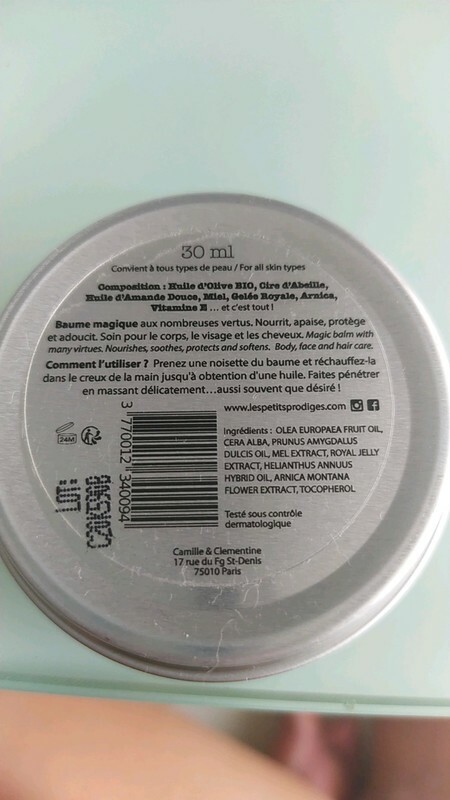 30 ml
Convient à tous types de peau / For all skin types
Composition : Huile d'Olive BIO, Cire d'Abeille,
Huile d'Amande Douce, Miel, Gelée Royale, Arnica,
Vitamine E ... et c'est tout !
Baume magique aux nombreuses vertus. Nourrit, apaise, protège
et adoucit. Soin pour le corps, le visage et les cheveux. Magic balm with
many virtues. Nourishes, soothes, protects and softens. Body, face and hair care.
Comment l'utiliser ? Prenez une noisette du baume et réchauffez-la
dans le creux de la main jusqu'à obtention d'une huile. Faites pénétrer
en massant délicatement...aussi souvent que désiré !
www.lespetitsprodiges.com
Ingrédients : OLEA EUROPAEA FRUIT OIL,
CERA ALBA, PRUNUS AMYGDALUS
DULCIS OIL, MEL EXTRACT, ROYAL JELLY
EXTRACT, HELIANTHUS ANNUUS
HYBRID OIL, ARNICA MONTANA
FLOWER EXTRACT, TOCOPHEROL
Testé sous contrôle
dermatologique
24M
LOT:
3 770012 340094
Camille & Clementine
17 rue du Fg St-Denis
75010 Paris